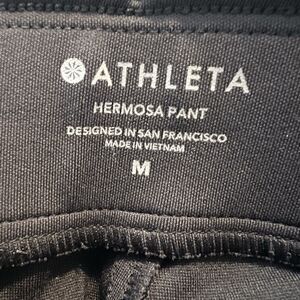 ATHLETA
HERMOSA PANT
DESIGNED IN SAN FRANCISCO
MADE IN VIETNAM
M